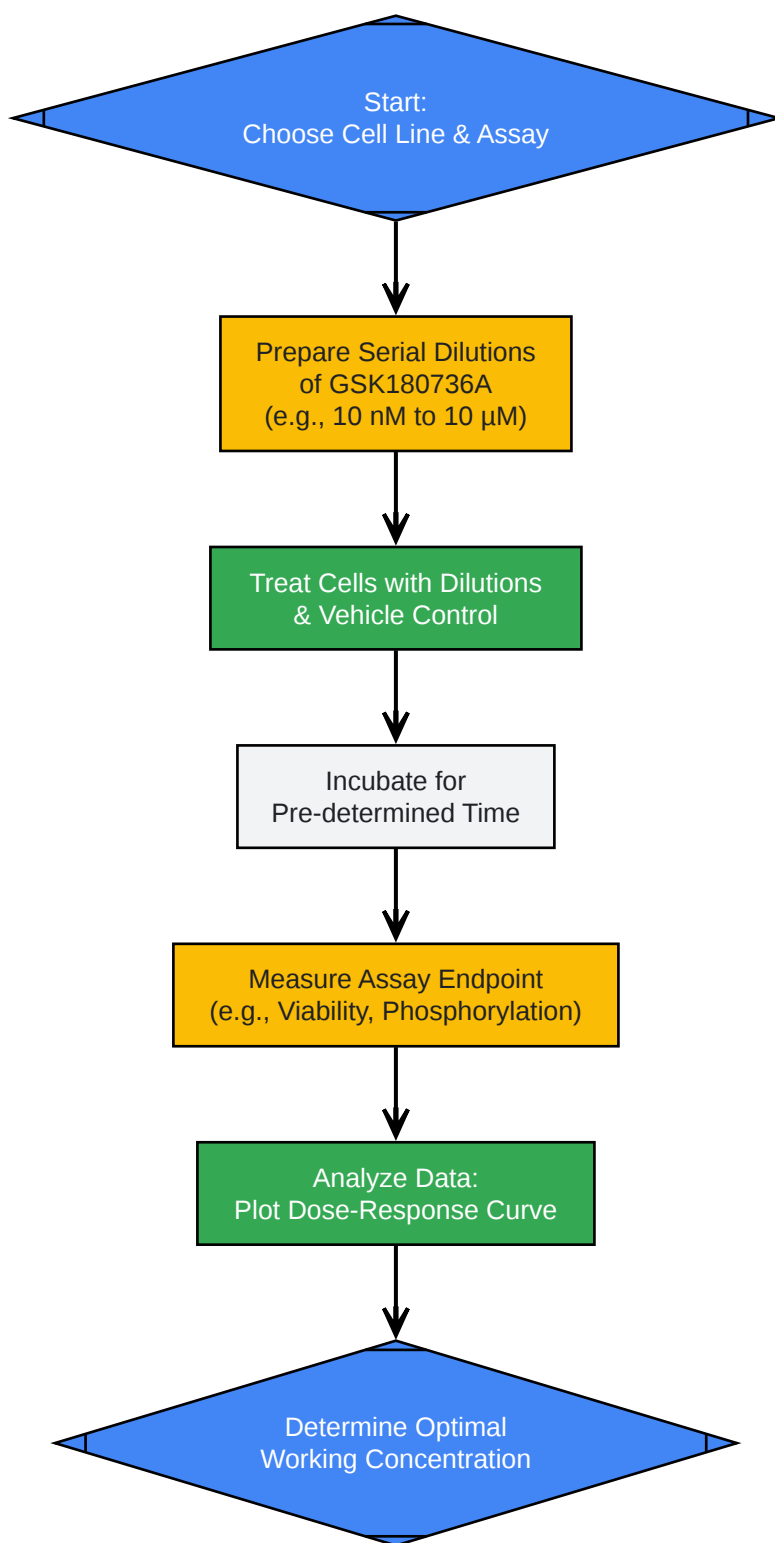 Start:
Choose Cell Line & Assay
Prepare Serial Dilutions
of GSK180736A
(e.g., 10 nM to 10 µM)
Treat Cells with Dilutions
& Vehicle Control
Incubate for
Pre-determined Time
Measure Assay Endpoint
(e.g., Viability, Phosphorylation)
Analyze Data:
Plot Dose-Response Curve
Determine Optimal
Working Concentration